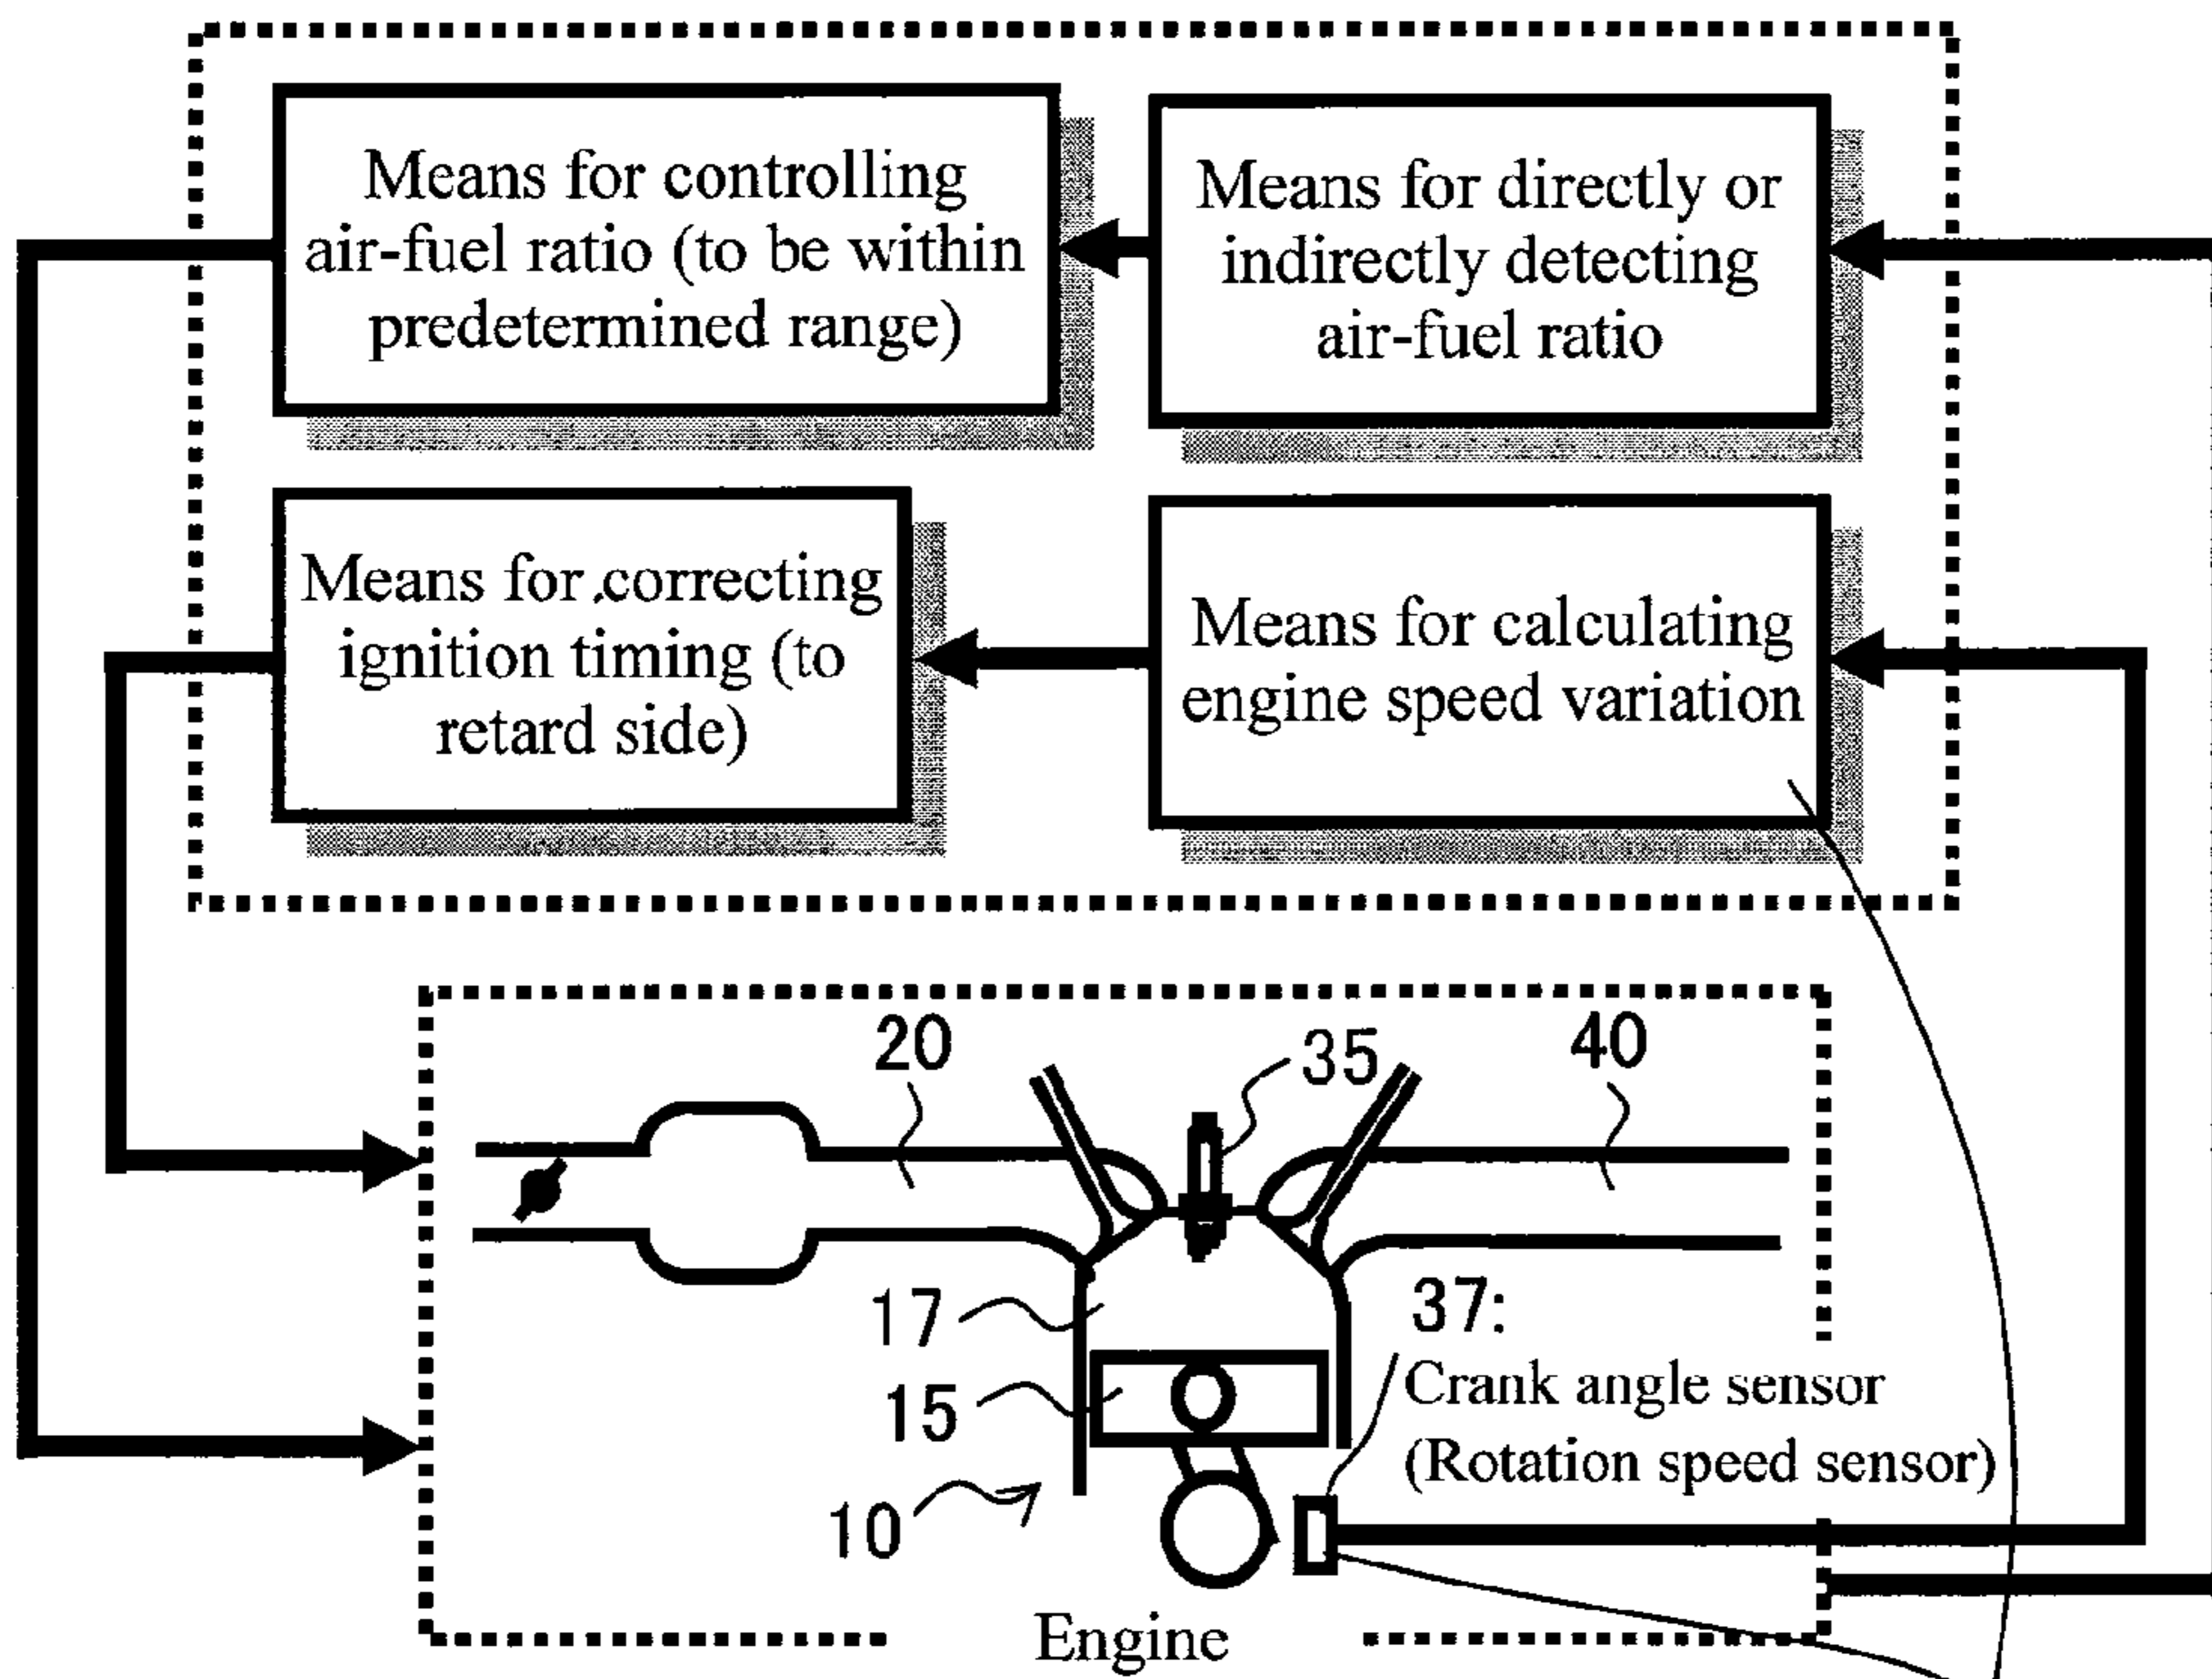 Means for controlling
air-fuel ratio (to be within
predetermined range)
Means for directly or
indirectly detecting
air-fuel ratio
Means for correcting
ignition timing (to
retard side)
Means for calculating
engine speed variation
20
35
40
17
37:
Crank angle sensor
(Rotation speed sensor)
15
10
Engine